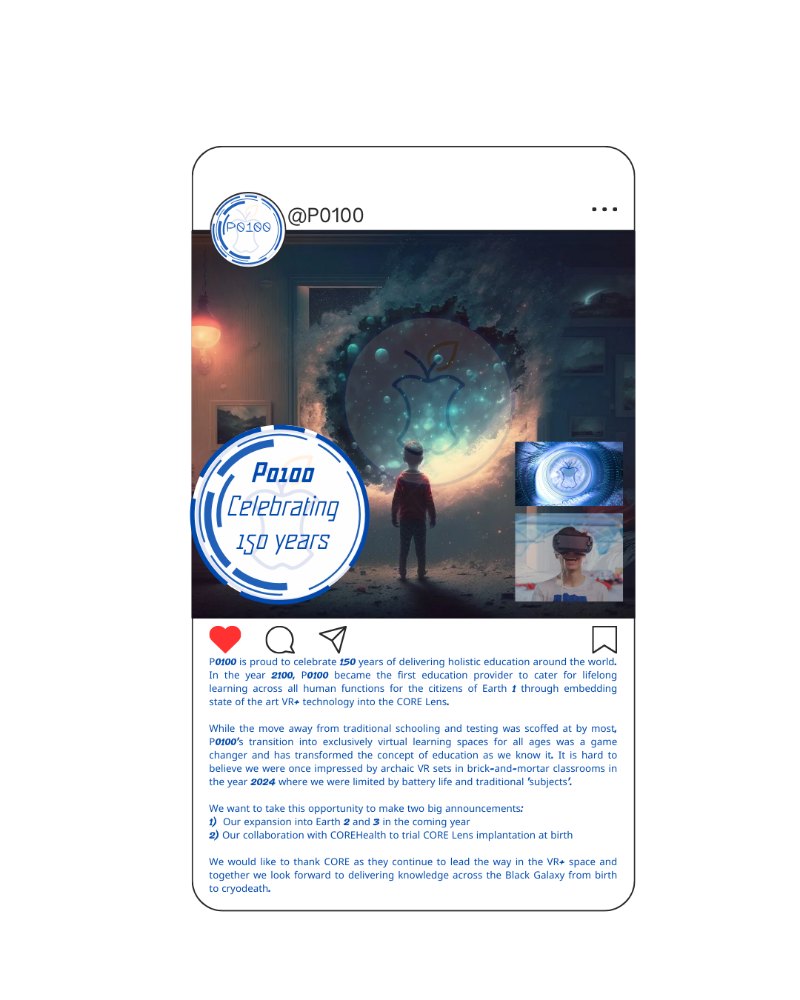 P0100
@P0100
P0100
Celebrating
150 years
P0100 is proud to celebrate 150 years of delivering holistic education around the world.
In the year 2100, P0100 became the first education provider to cater for lifelong
learning across all human functions for the citizens of Earth 1 through embedding
state of the art VR+ technology into the CORE Lens.
While the move away from traditional schooling and testing was scoffed at by most,
P0100's transition into exclusively virtual learning spaces for all ages was a game
changer and has transformed the concept of education as we know it. It is hard to
believe we were once impressed by archaic VR sets in brick-and-mortar classrooms in
the year 2024 where we were limited by battery life and traditional 'subjects'.
We want to take this opportunity to make two big announcements:
1) Our expansion into Earth 2 and 3 in the coming year
2) Our collaboration with COREHealth to trial CORE Lens implantation at birth
We would like to thank CORE as they continue to lead the way in the VR+ space and
together we look forward to delivering knowledge across the Black Galaxy from birth
to cryodeath.